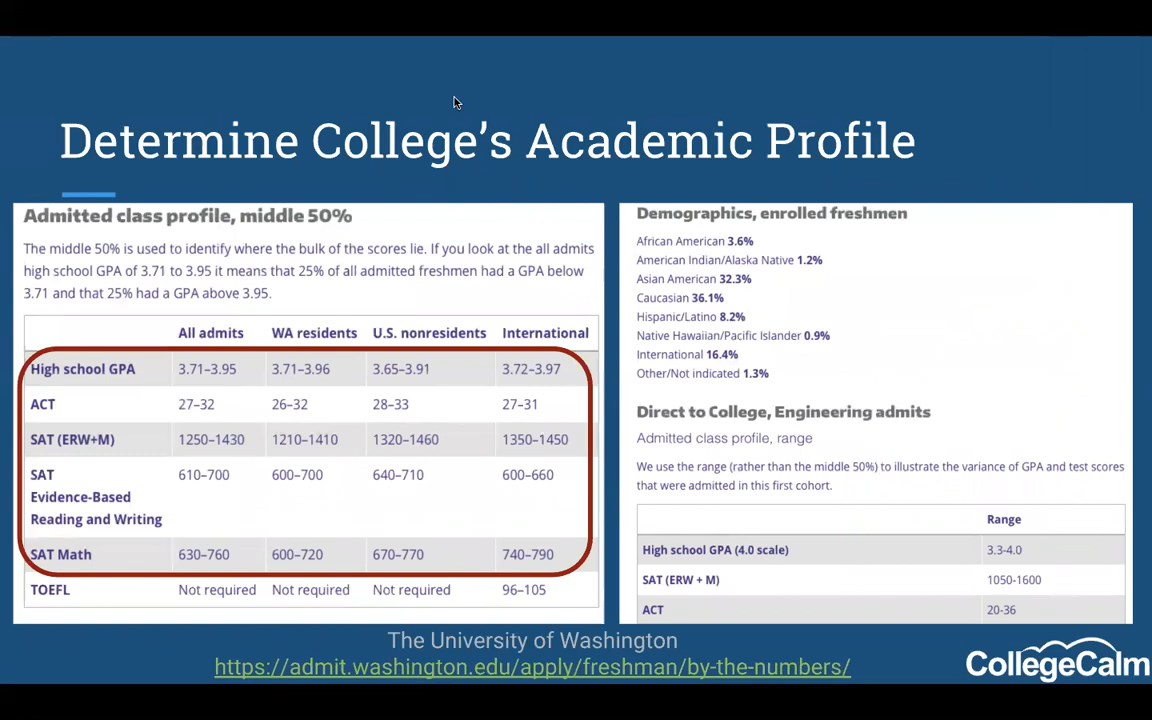 Determine College's Academic Profile
Admitted class profile, middle 50%
The middle 50% is used to identify where the bulk of the scores lie. If you look at the all admits
high school GPA of 3.71 to 3.95 it means that 25% of all admitted freshmen had a GPA below
3.71 and that 25% had a GPA above 3.95.
All admits WA residents U.S. nonresidents International
High school GPA 3.71–3.95 3.71–3.96 3.65–3.91 3.72–3.97
ACT 27–32 26–32 28–33 27–31
SAT (ERW+M) 1250–1430 1210–1410 1320–1460 1350–1450
SAT 610–700 600–700 640–710 600–660
Evidence-Based
Reading and Writing
SAT Math 630–760 600–720 670–770 740–790
TOEFL Not required Not required Not required 96–105
Demographics, enrolled freshmen
African American 3.6%
American Indian/Alaska Native 1.2%
Asian American 32.3%
Caucasian 36.1%
Hispanic/Latino 8.2%
Native Hawaiian/Pacific Islander 0.9%
International 16.4%
Other/Not indicated 1.3%
Direct to College, Engineering admits
Admitted class profile, range
We use the range (rather than the middle 50%) to illustrate the variance of GPA and test scores
that were admitted in this first cohort.
Range
High school GPA (4.0 scale) 3.3-4.0
SAT (ERW + M) 1050-1600
ACT 20-36
The University of Washington
https://admit.washington.edu/apply/freshman/by-the-numbers/
CollegeCalm